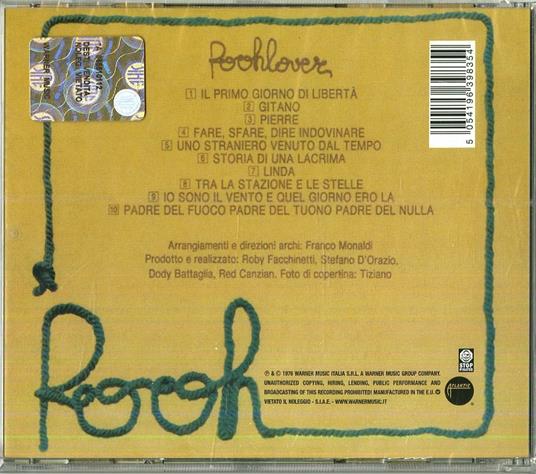 Poohlover
1 IL PRIMO GIORNO DI LIBERTÀ
2 GITANO
3 PIERRE
4 FARE, SFARE, DIRE INDOVINARE
5 UNO STRANIERO VENUTO DAL TEMPO
6 STORIA DI UNA LACRIMA
7 LINDA
8 TRA LA STAZIONE E LE STELLE
9 IO SONO IL VENTO E QUEL GIORNO ERO LA
10 PADRE DEL FUOCO PADRE DEL TUONO PADRE DEL NULLA
5 054196 398354
Arrangiamenti e direzioni archi: Franco Monaldi
Prodotto e realizzato: Roby Facchinetti, Stefano D'Orazio,
Dody Battaglia, Red Canzian. Foto di copertina: Tiziano
Poooh
℗ & © 1976 WARNER MUSIC ITALIA S.R.L. A WARNER MUSIC GROUP COMPANY.
UNAUTHORIZED COPYING, HIRING, LENDING, PUBLIC PERFORMANCE AND
BROADCASTING OF THIS RECORDING PROHIBITED! MANUFACTURED IN THE E.U.
VIETATO IL NOLEGGIO - S.I.A.E. - WWW.WARNERMUSIC.IT
STOP
ATLANTIC